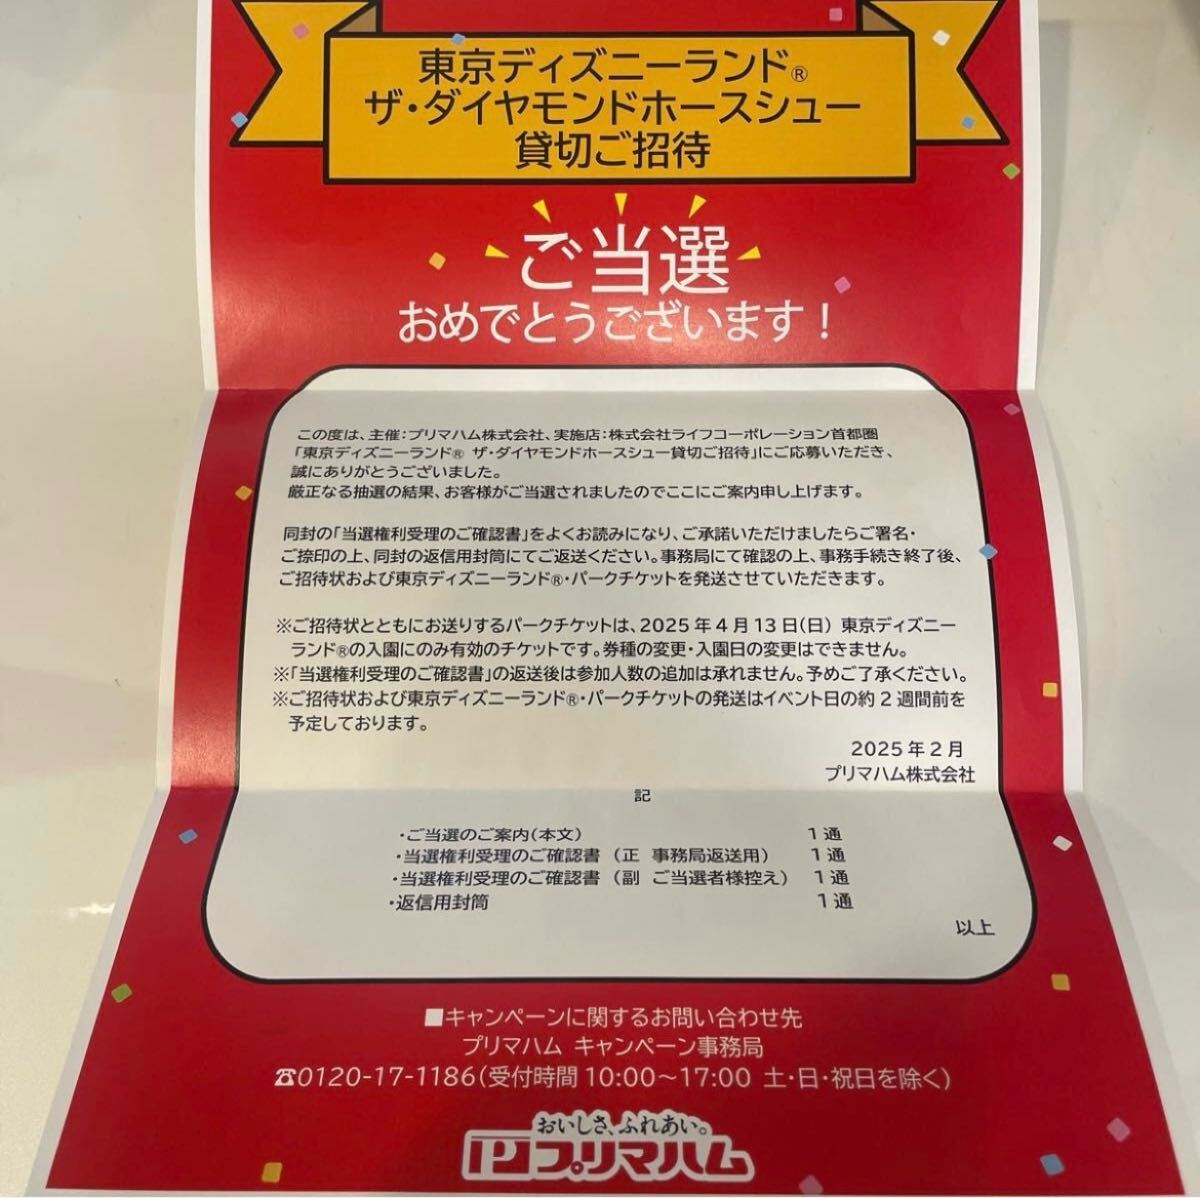 東京ディズニーランド®
ザ・ダイヤモンドホースシュー
貸切ご招待
ご当選
おめでとうございます！
この度は、主催：プリマハム株式会社、実施店：株式会社ライフコーポレーション首都圏
「東京ディズニーランド® ザ・ダイヤモンドホースシュー貸切ご招待」にご応募いただき、
誠にありがとうございました。
厳正なる抽選の結果、お客様がご当選されましたのでここにご案内申し上げます。
同封の「当選権利受理のご確認書」をよくお読みになり、ご承諾いただけましたらご署名・
ご捺印の上、同封の返信用封筒にてご返送ください。事務局にて確認の上、事務手続き終了後、
ご招待状および東京ディズニーランド®・パークチケットを発送させていただきます。
※ご招待状とともにお送りするパークチケットは、2025年4月13日(日) 東京ディズニー
ランド®の入園にのみ有効のチケットです。券種の変更・入園日の変更はできません。
※「当選権利受理のご確認書」の返送後は参加人数の追加は承れません。予めご了承ください。
※ご招待状および東京ディズニーランド®・パークチケットの発送はイベント日の約2週間前を
予定しております。
2025年2月
プリマハム株式会社
記
・ご当選のご案内(本文) 1通
・当選権利受理のご確認書 (正 事務局返送用) 1通
・当選権利受理のご確認書 (副 ご当選者様控え) 1通
・返信用封筒 1通
以上
■キャンペーンに関するお問い合わせ先
プリマハム キャンペーン事務局
☎0120-17-1186(受付時間10:00～17:00 土・日・祝日を除く)
おいしさ、ふれあい。
プリマハム